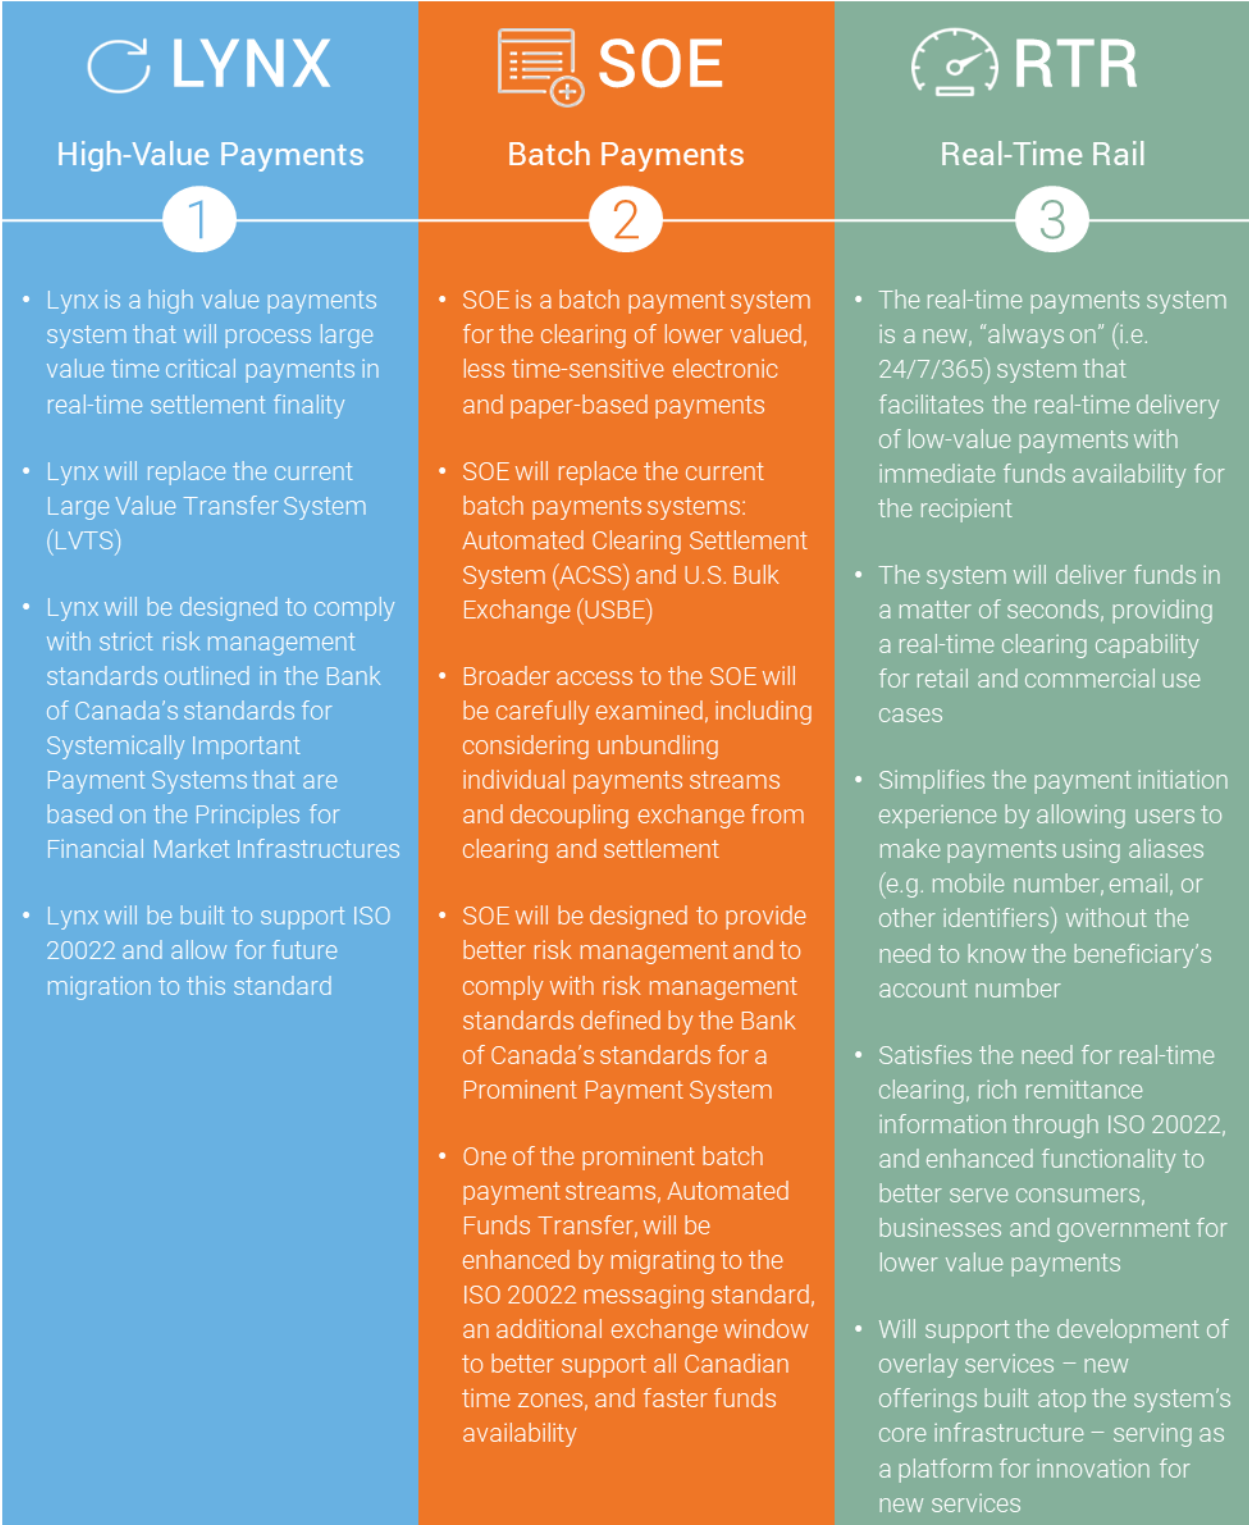 LYNX
High-Value Payments
1
• Lynx is a high value payments
system that will process large
value time critical payments in
real-time settlement finality
• Lynx will replace the current
Large Value Transfer System
(LVTS)
• Lynx will be designed to comply
with strict risk management
standards outlined in the Bank
of Canada's standards for
Systemically Important
Payment Systems that are
based on the Principles for
Financial Market Infrastructures
• Lynx will be built to support ISO
20022 and allow for future
migration to this standard
SOE
Batch Payments
2
• SOE is a batch payment system
for the clearing of lower valued,
less time-sensitive electronic
and paper-based payments
• SOE will replace the current
batch payments systems:
Automated Clearing Settlement
System (ACSS) and U.S. Bulk
Exchange (USBE)
• Broader access to the SOE will
be carefully examined, including
considering unbundling
individual payments streams
and decoupling exchange from
clearing and settlement
• SOE will be designed to provide
better risk management and to
comply with risk management
standards defined by the Bank
of Canada's standards for a
Prominent Payment System
• One of the prominent batch
payment streams, Automated
Funds Transfer, will be
enhanced by migrating to the
ISO 20022 messaging standard,
an additional exchange window
to better support all Canadian
time zones, and faster funds
availability
RTR
Real-Time Rail
3
• The real-time payments system
is a new, "always on" (i.e.
24/7/365) system that
facilitates the real-time delivery
of low-value payments with
immediate funds availability for
the recipient
• The system will deliver funds in
a matter of seconds, providing
a real-time clearing capability
for retail and commercial use
cases
• Simplifies the payment initiation
experience by allowing users to
make payments using aliases
(e.g. mobile number, email, or
other identifiers) without the
need to know the beneficiary's
account number
• Satisfies the need for real-time
clearing, rich remittance
information through ISO 20022,
and enhanced functionality to
better serve consumers,
businesses and government for
lower value payments
• Will support the development of
overlay services – new
offerings built atop the system's
core infrastructure – serving as
a platform for innovation for
new services